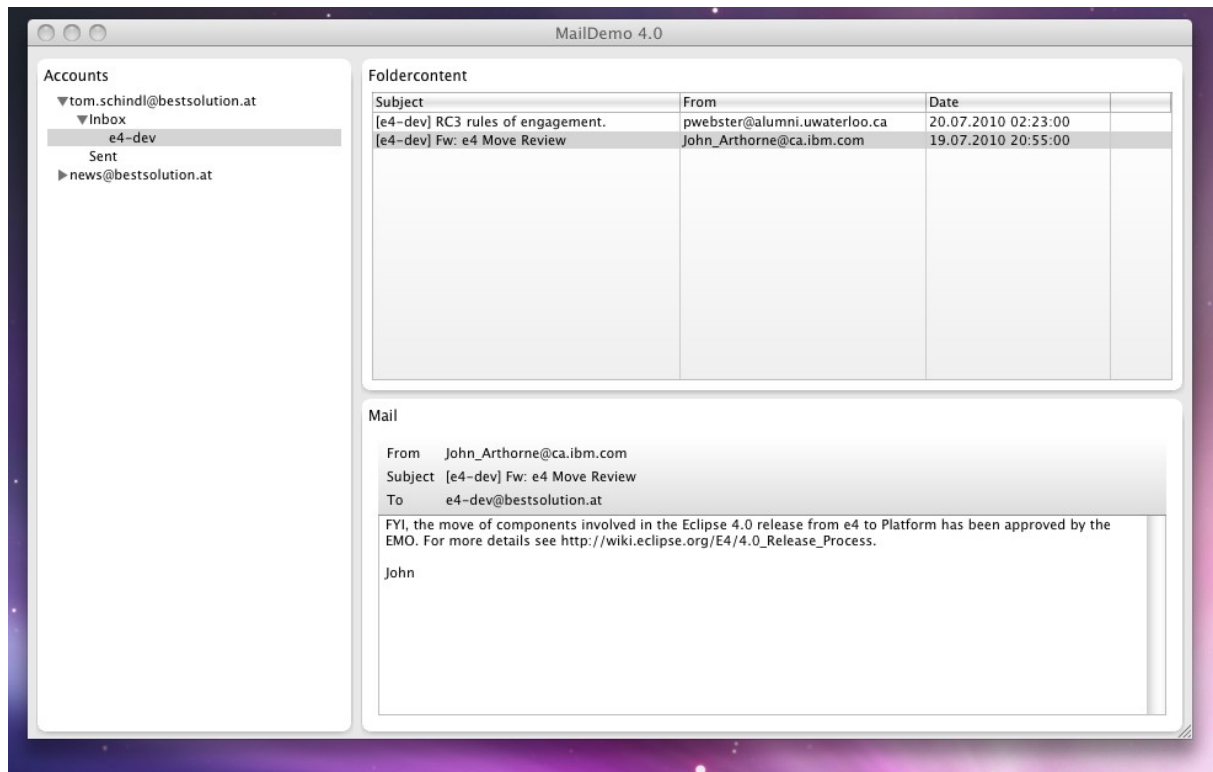 MailDemo 4.0
Accounts
tom.schindl@bestsolution.at
Inbox
e4-dev
Sent
news@bestsolution.at
Foldercontent
Subject From Date
[e4-dev] RC3 rules of engagement. pwebster@alumni.uwaterloo.ca 20.07.2010 02:23:00
[e4-dev] Fw: e4 Move Review John_Arthorne@ca.ibm.com 19.07.2010 20:55:00
Mail
From John_Arthorne@ca.ibm.com
Subject [e4-dev] Fw: e4 Move Review
To e4-dev@bestsolution.at
FYI, the move of components involved in the Eclipse 4.0 release from e4 to Platform has been approved by the
EMO. For more details see http://wiki.eclipse.org/E4/4.0_Release_Process.
John